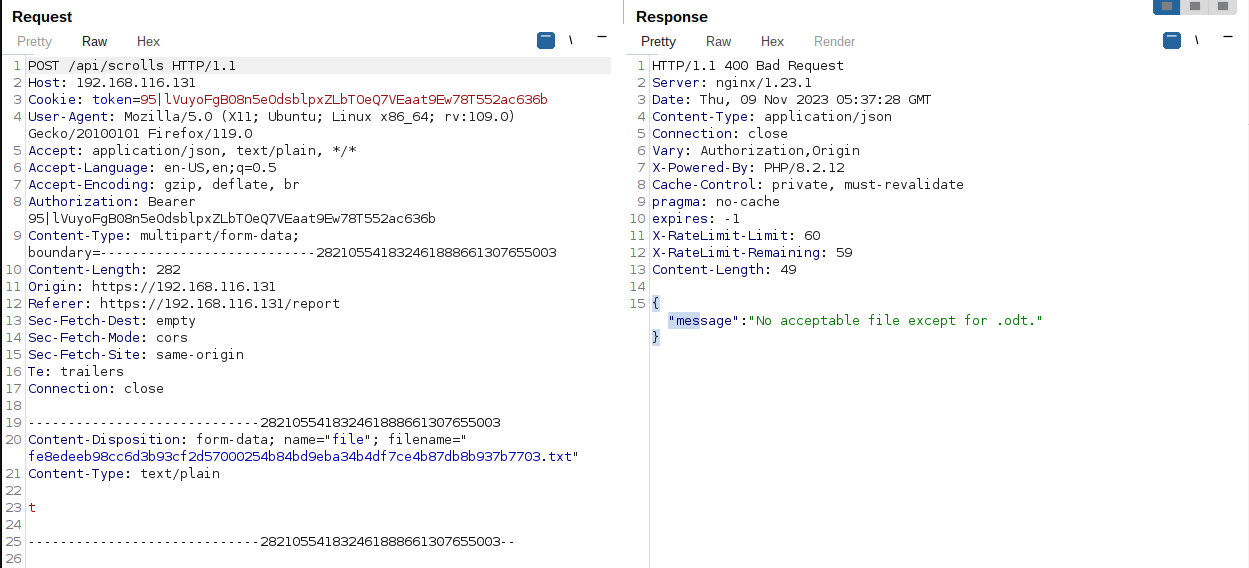 Request
Pretty Raw Hex \
1 POST /api/scrolls HTTP/1.1
2 Host: 192.168.116.131
3 Cookie: token=95|lVuyoFgB08n5eOdsblpxZLbTOeQ7VEaat9Ew78T552ac636b
4 User-Agent: Mozilla/5.0 (X11; Ubuntu; Linux x86_64; rv:109.0)
Gecko/20100101 Firefox/119.0
5 Accept: application/json, text/plain, */*
6 Accept-Language: en-US,en;q=0.5
7 Accept-Encoding: gzip, deflate, br
8 Authorization: Bearer
95|lVuyoFgB08n5eOdsblpxZLbTOeQ7VEaat9Ew78T552ac636b
9 Content-Type: multipart/form-data;
boundary=---------------------------282105541832461888661307655003
10 Content-Length: 282
11 Origin: https://192.168.116.131
12 Referer: https://192.168.116.131/report
13 Sec-Fetch-Dest: empty
14 Sec-Fetch-Mode: cors
15 Sec-Fetch-Site: same-origin
16 Te: trailers
17 Connection: close
18
19 -----------------------------282105541832461888661307655003
20 Content-Disposition: form-data; name="file"; filename="
fe8edeeb98cc6d3b93cf2d57000254b84bd9eba34b4df7ce4b87db8b937b7703.txt"
21 Content-Type: text/plain
22
23 t
24
25 -----------------------------282105541832461888661307655003--
26
Response
Pretty Raw Hex Render \
1 HTTP/1.1 400 Bad Request
2 Server: nginx/1.23.1
3 Date: Thu, 09 Nov 2023 05:37:28 GMT
4 Content-Type: application/json
5 Connection: close
6 Vary: Authorization,Origin
7 X-Powered-By: PHP/8.2.12
8 Cache-Control: private, must-revalidate
9 pragma: no-cache
10 expires: -1
11 X-RateLimit-Limit: 60
12 X-RateLimit-Remaining: 59
13 Content-Length: 49
14
15 {
"message":"No acceptable file except for .odt."
}